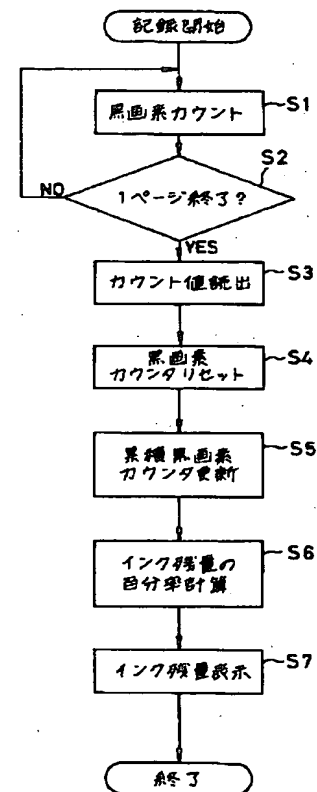 記録開始
黒画素カウント
S1
S2
1ページ終了?
NO
YES
カウント値読出
S3
黒画素
カウンタリセット
S4
累積黒画素
カウンタ更新
S5
インク残量の
百分率計算
S6
インク残量表示
S7
終了